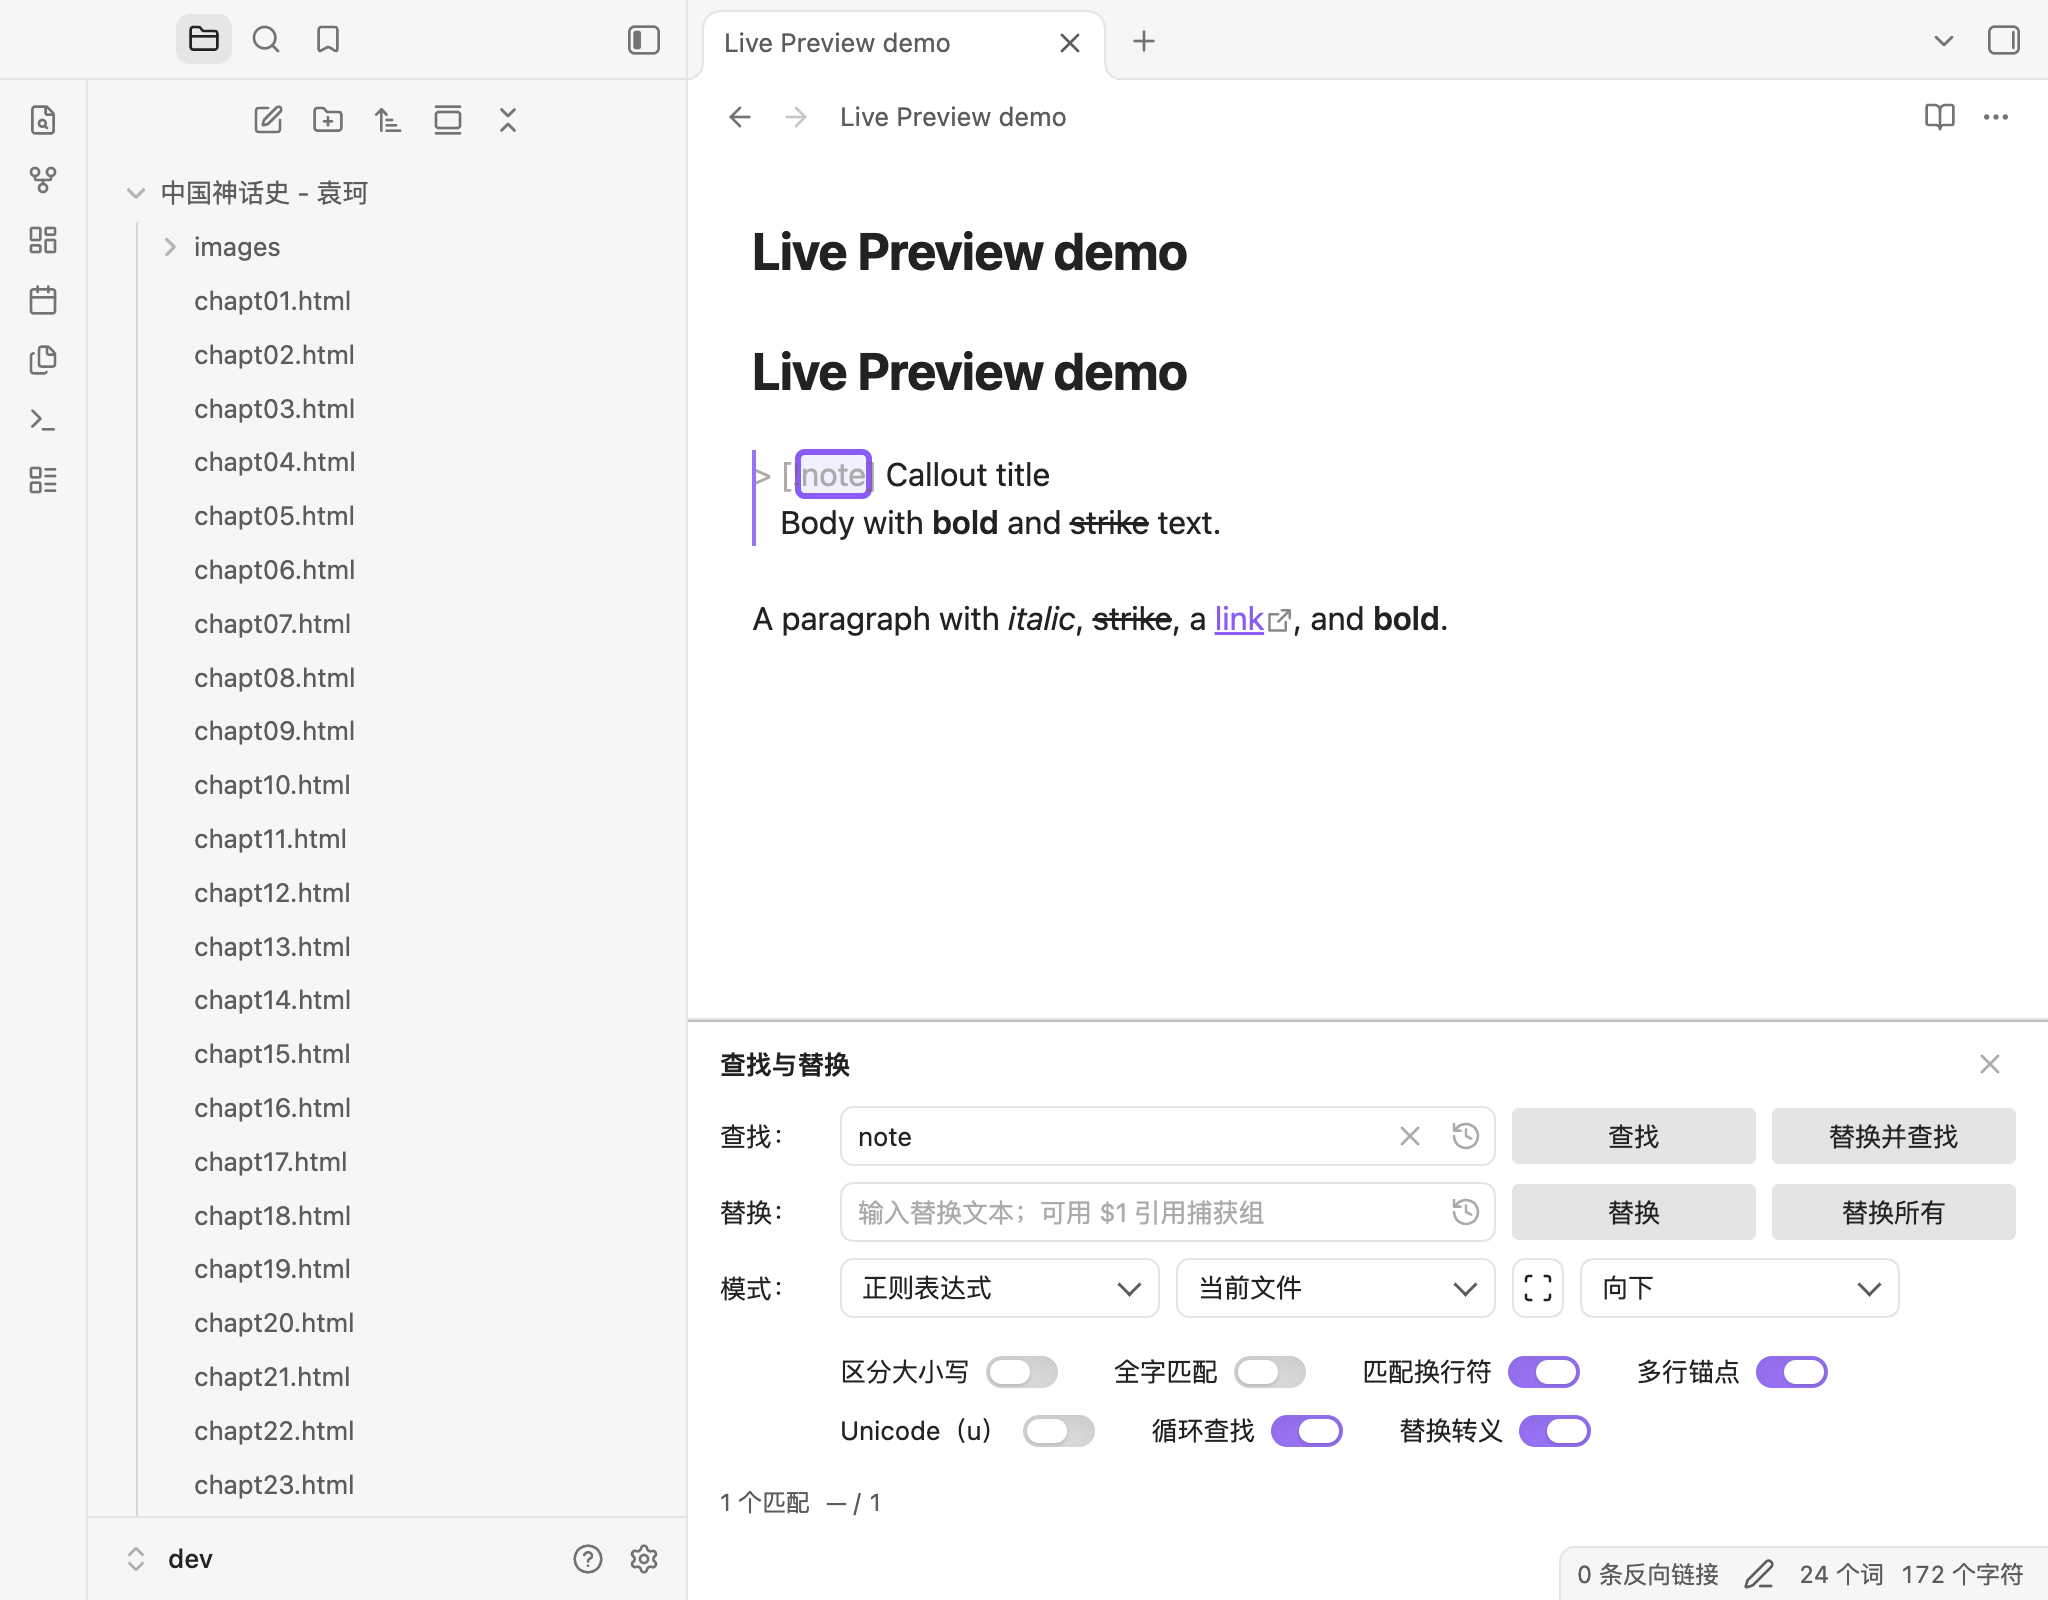 Live Preview demo
Live Preview demo
中国神话史 - 袁珂
images
chapt01.html
chapt02.html
chapt03.html
chapt04.html
chapt05.html
chapt06.html
chapt07.html
chapt08.html
chapt09.html
chapt10.html
chapt11.html
chapt12.html
chapt13.html
chapt14.html
chapt15.html
chapt16.html
chapt17.html
chapt18.html
chapt19.html
chapt20.html
chapt21.html
chapt22.html
chapt23.html
dev
Live Preview demo
Live Preview demo
> [!note] Callout title
Body with bold and strike text.
A paragraph with italic, strike, a link, and bold.
查找与替换
查找： note 查找 替换并查找
替换： 输入替换文本；可用 $1 引用捕获组 替换 替换所有
模式： 正则表达式 当前文件 向下
区分大小写 全字匹配 匹配换行符 多行锚点
Unicode（u） 循环查找 替换转义
1 个匹配 — / 1
0 条反向链接 24 个词 172 个字符